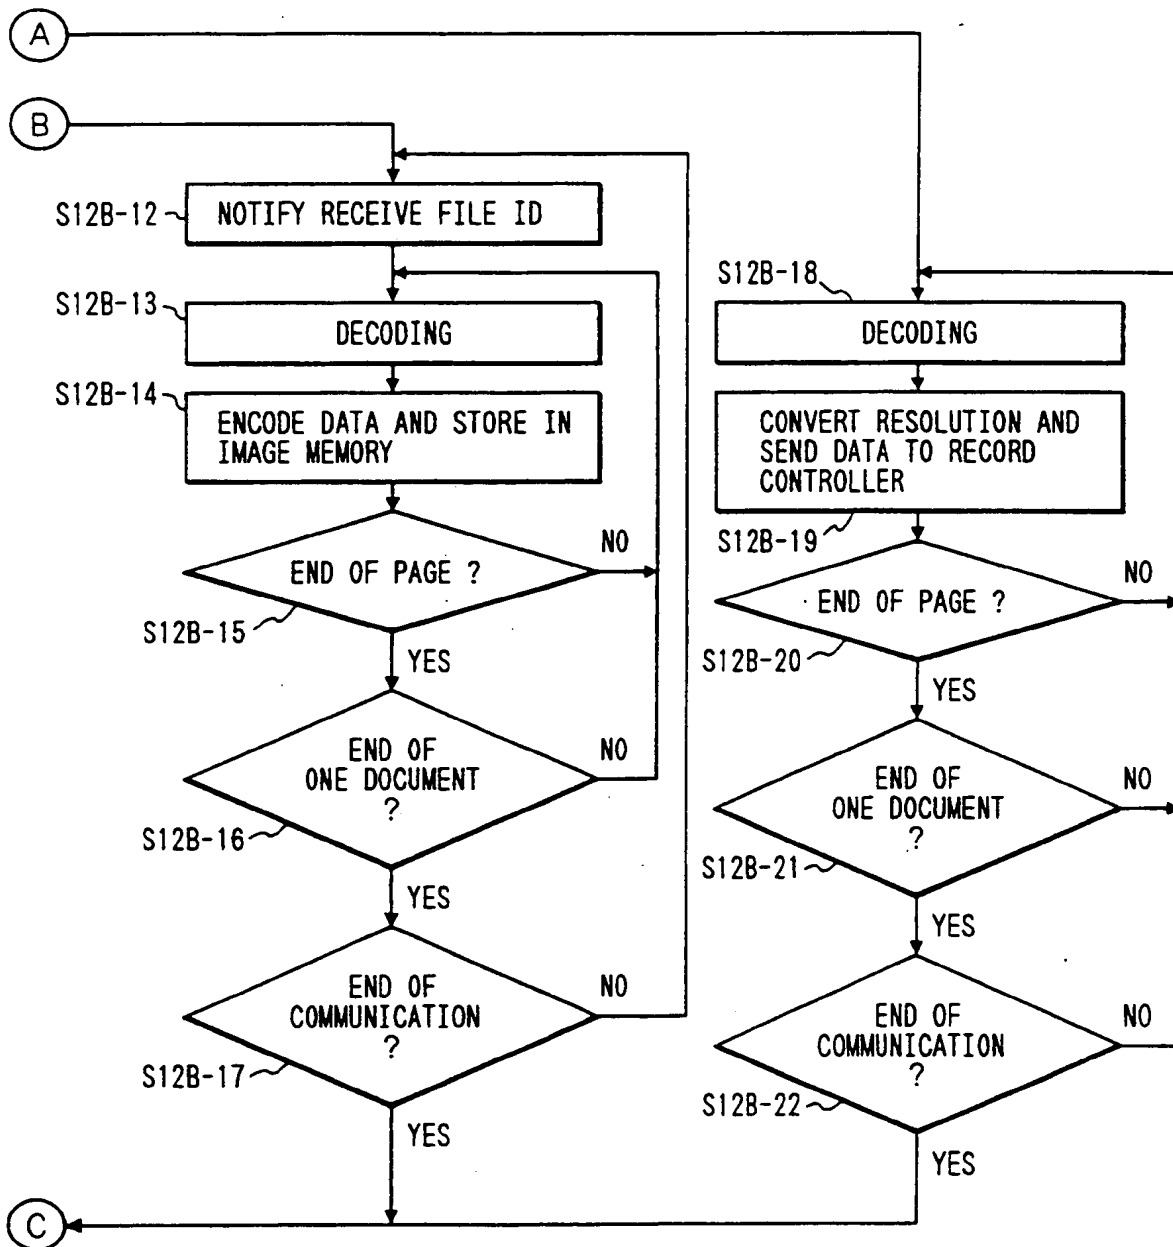 A
B
S12B-12
NOTIFY RECEIVE FILE ID
S12B-13
DECODING
S12B-14
ENCODE DATA AND STORE IN
IMAGE MEMORY
END OF PAGE ?
NO
S12B-15
YES
END OF
ONE DOCUMENT
?
NO
S12B-16
YES
END OF
COMMUNICATION
?
NO
S12B-17
YES
S12B-18
DECODING
CONVERT RESOLUTION AND
SEND DATA TO RECORD
CONTROLLER
S12B-19
END OF PAGE ?
NO
S12B-20
YES
END OF
ONE DOCUMENT
?
NO
S12B-21
YES
END OF
COMMUNICATION
?
NO
S12B-22
YES
C